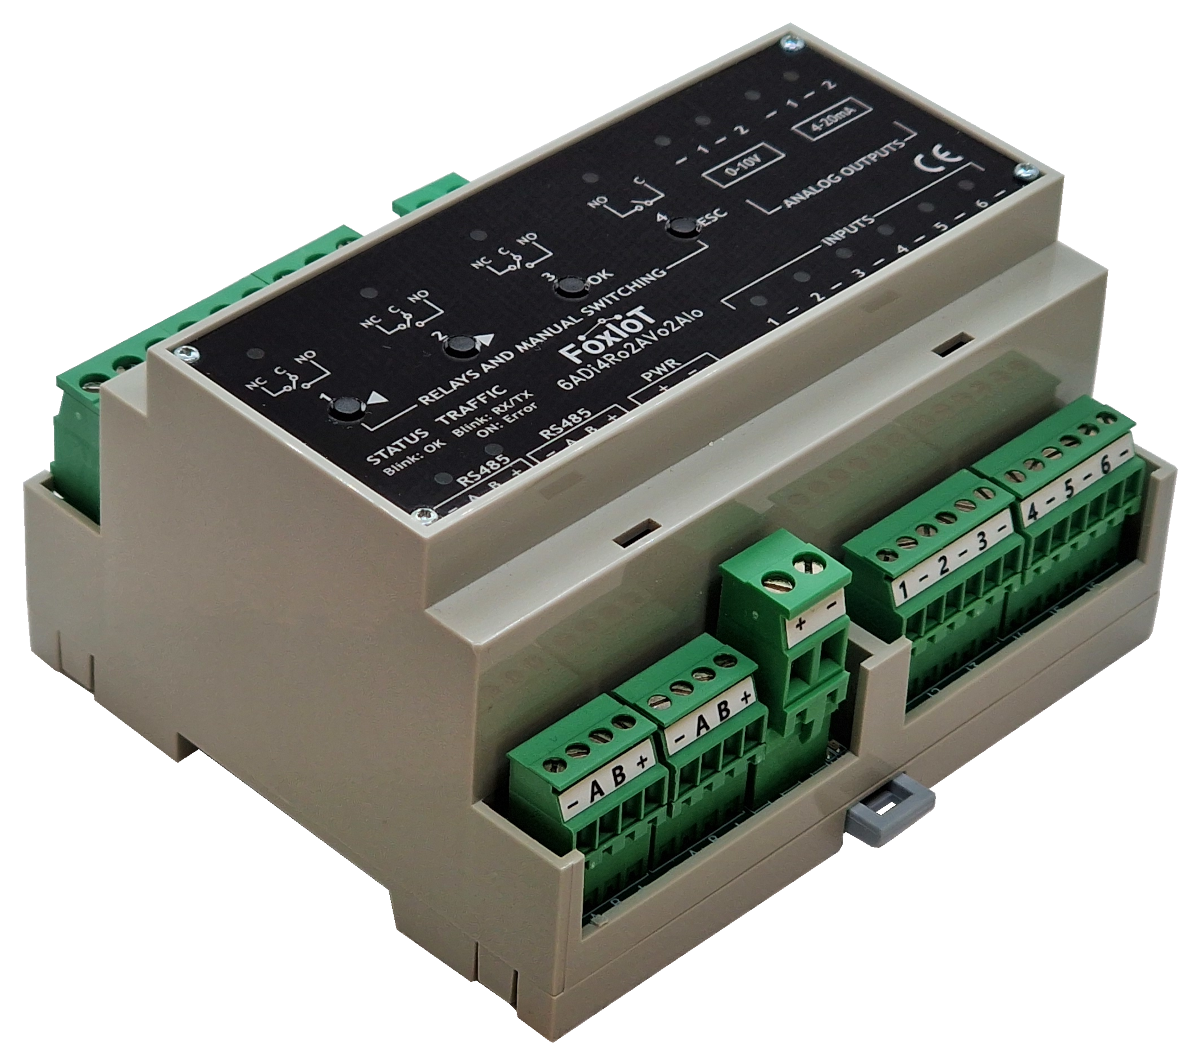 1 - 2 - 1 - 2
0-10V 4-20mA
ANALOG OUTPUTS
CE
NO C
4 ESC
NC C NO
3 OK
NC C NO
2
NC C NO
1
RELAYS AND MANUAL SWITCHING
INPUTS
1 - 2 - 3 - 4 - 5 - 6 -
FoxIoT
6ADi4Ro2AVo2AIo
STATUS TRAFFIC
Blink: OK Blink: RX/TX
ON: Error
RS485
- A B +
RS485
- A B +
PWR
+ -
- A B +
- A B +
+ -
1 - 2 - 3 -
4 - 5 - 6 -